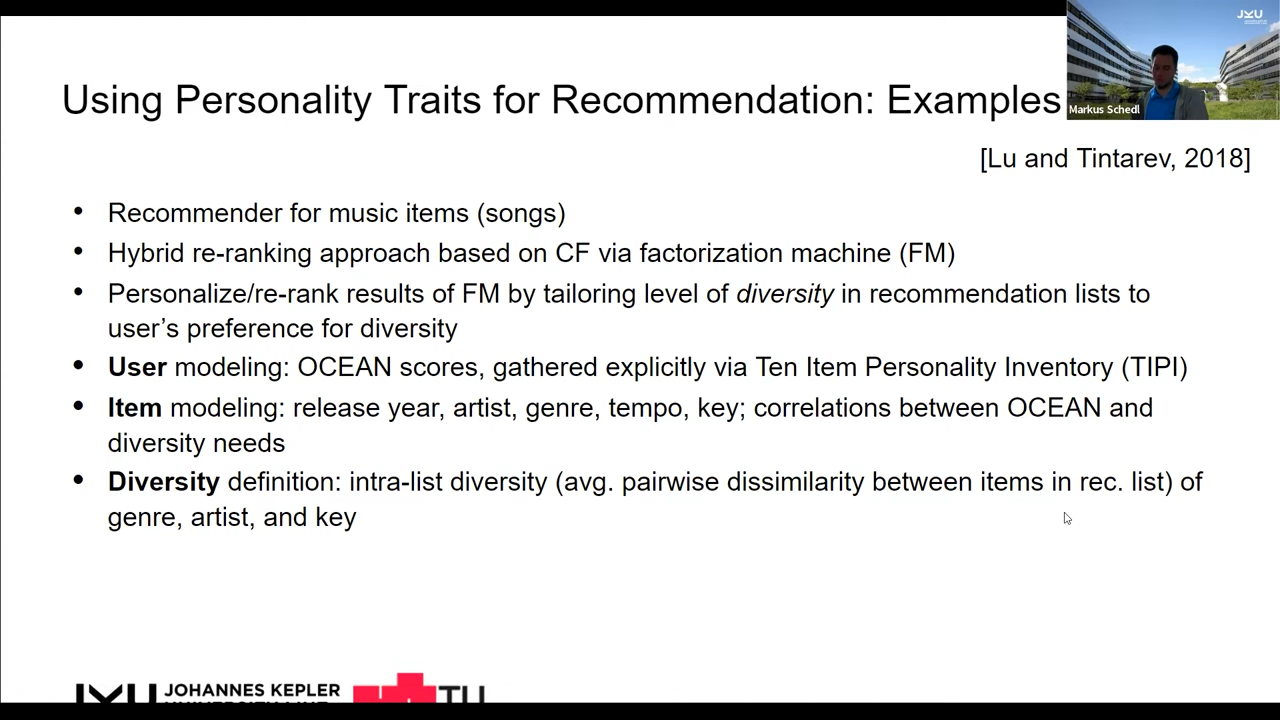 JYU
Markus Schedl
Using Personality Traits for Recommendation: Examples
[Lu and Tintarev, 2018]
• Recommender for music items (songs)
• Hybrid re-ranking approach based on CF via factorization machine (FM)
• Personalize/re-rank results of FM by tailoring level of diversity in recommendation lists to
user's preference for diversity
• User modeling: OCEAN scores, gathered explicitly via Ten Item Personality Inventory (TIPI)
• Item modeling: release year, artist, genre, tempo, key; correlations between OCEAN and
diversity needs
• Diversity definition: intra-list diversity (avg. pairwise dissimilarity between items in rec. list) of
genre, artist, and key
JOHANNES KEPLER